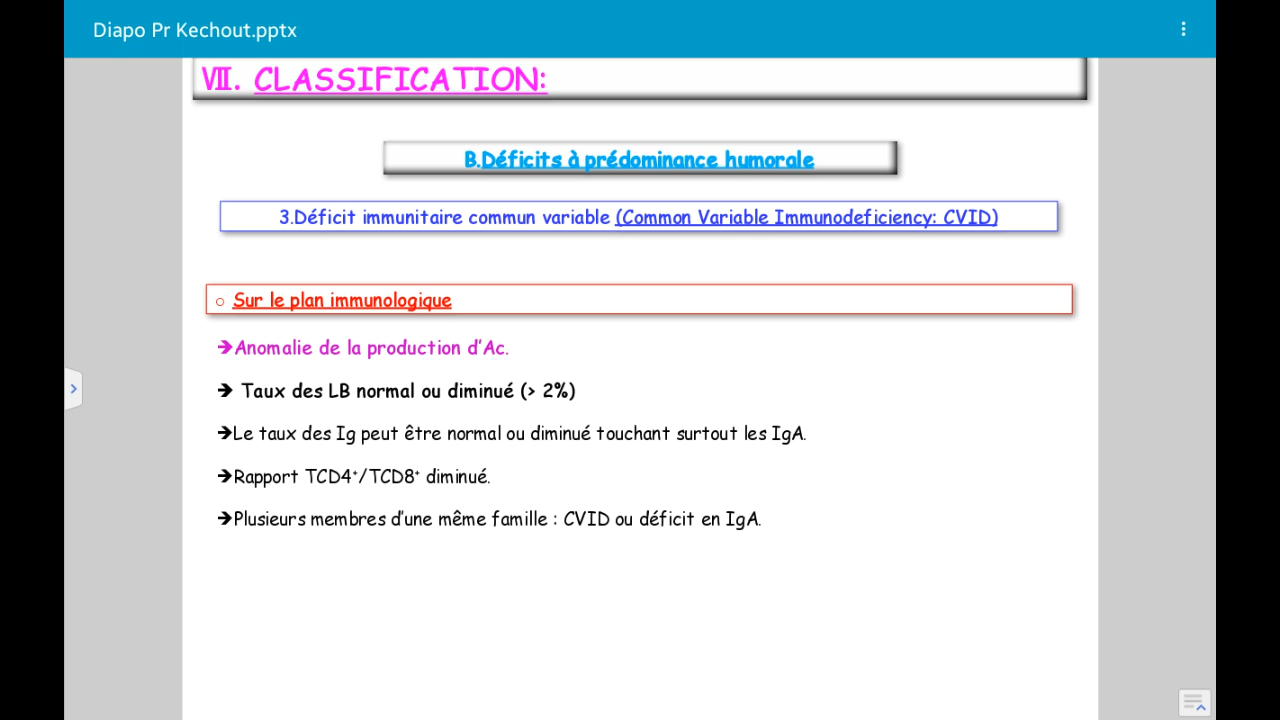 Diapo Pr Kechout.pptx
VII. CLASSIFICATION:
B.Déficits à prédominance humorale
3.Déficit immunitaire commun variable (Common Variable Immunodeficiency: CVID)
○ Sur le plan immunologique
➔Anomalie de la production d’Ac.
➔ Taux des LB normal ou diminué (> 2%)
➔Le taux des Ig peut être normal ou diminué touchant surtout les IgA.
➔Rapport TCD4⁺/TCD8⁺ diminué.
➔Plusieurs membres d’une même famille : CVID ou déficit en IgA.